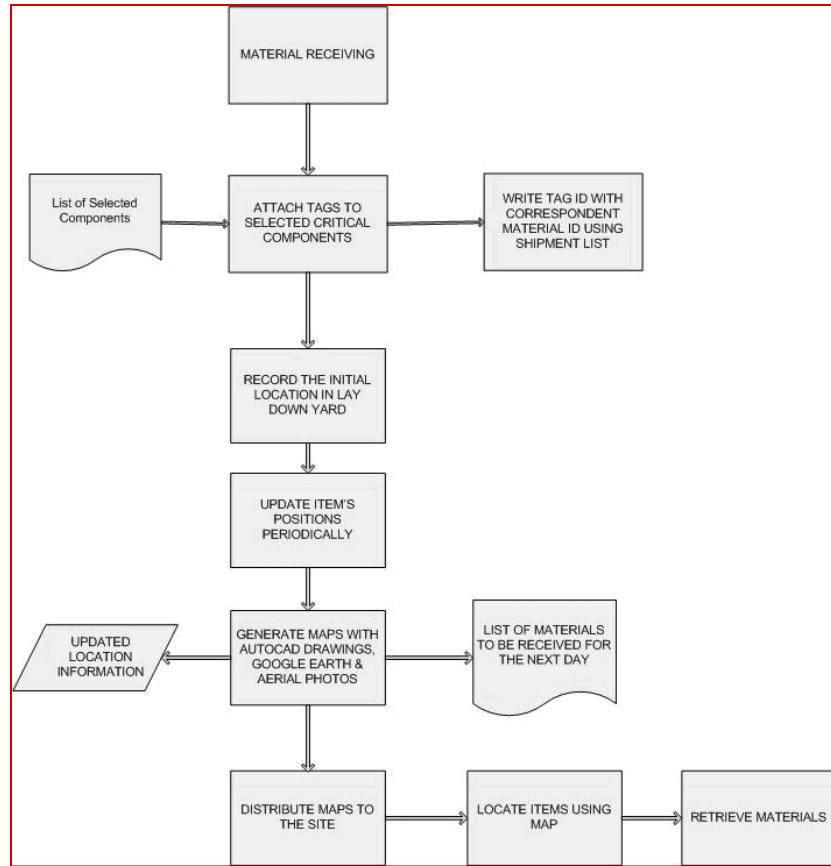 MATERIAL RECEIVING
List of Selected
Components
ATTACH TAGS TO
SELECTED CRITICAL
COMPONENTS
WRITE TAG ID WITH
CORRESPONDENT
MATERIAL ID USING
SHIPMENT LIST
RECORD THE INITIAL
LOCATION IN LAY
DOWN YARD
UPDATE ITEM'S
POSITIONS
PERIODICALLY
UPDATED
LOCATION
INFORMATION
GENERATE MAPS WITH
AUTOCAD DRAWINGS,
GOOGLE EARTH &
AERIAL PHOTOS
LIST OF MATERIALS
TO BE RECEIVED FOR
THE NEXT DAY
DISTRIBUTE MAPS TO
THE SITE
LOCATE ITEMS USING
MAP
RETRIEVE MATERIALS